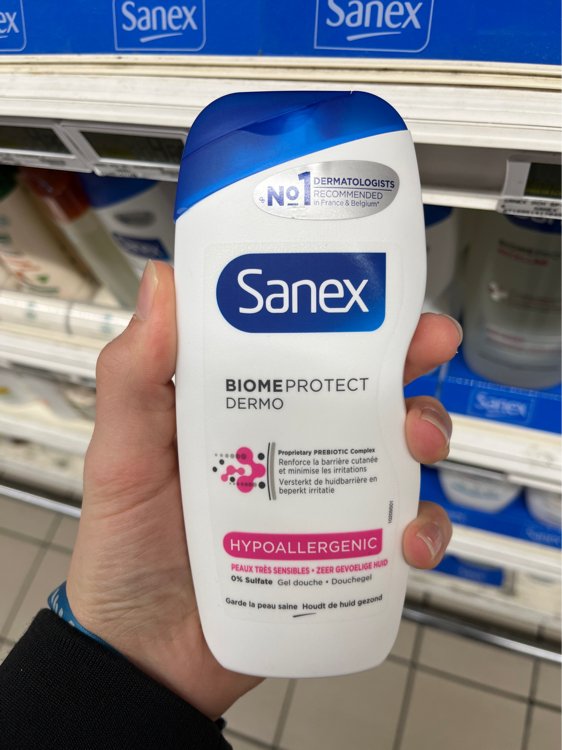 Sanex
Sanex
No1 DERMATOLOGISTS
RECOMMENDED
in France & Belgium*
Sanex
BIOMEPROTECT
DERMO
Proprietary PREBIOTIC Complex
Renforce la barrière cutanée
et minimise les irritations
Versterkt de huidbarrière en
beperkt irritatie
HYPOALLERGENIC
PEAUX TRÈS SENSIBLES • ZEER GEVOELIGE HUID
0% Sulfate Gel douche • Douchegel
Garde la peau saine Houdt de huid gezond
Sanex